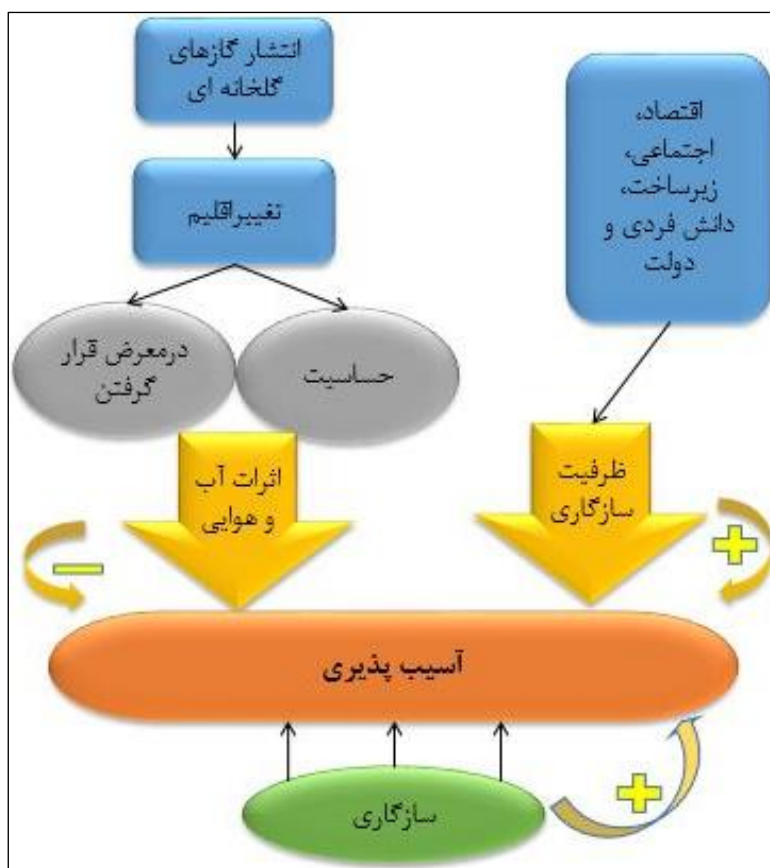 انتشار گازهای
گلخانه ای
تغییراقلیم
درمعرض قرار
گرفتن
حساسیت
اثرات آب
و هوایی
اقتصاد،
اجتماعی،
زیرساخت،
دانش فردی و
دولت
ظرفیت
سازگاری
−
+
آسیب پذیری
سازگاری
+